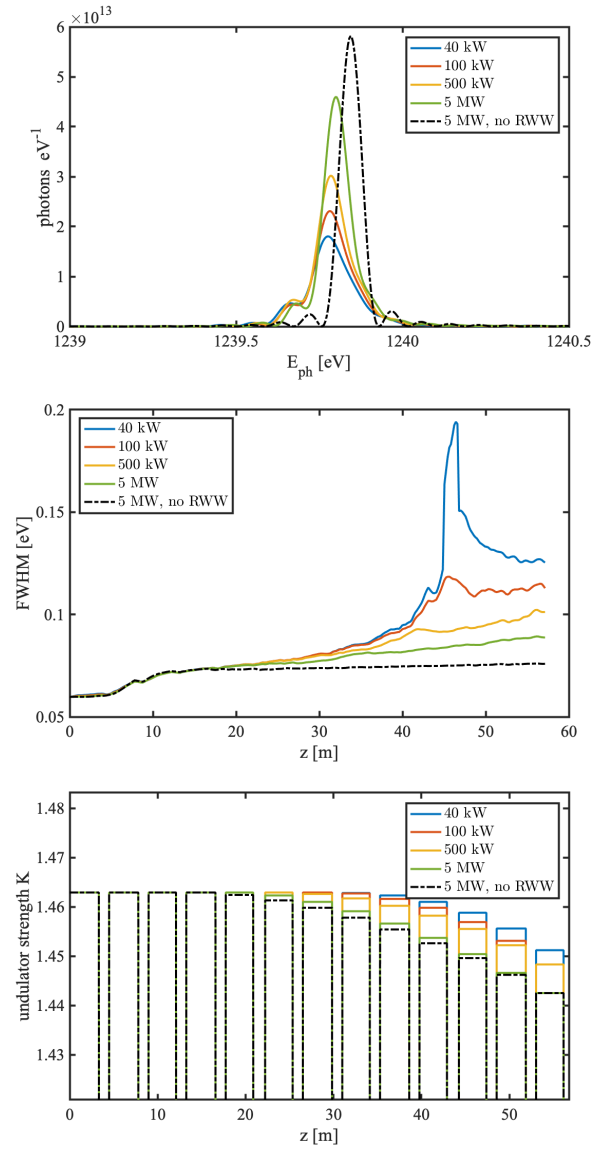 ×10¹³
6
5
4
3
2
1
0
photons eV⁻¹
40 kW
100 kW
500 kW
5 MW
5 MW, no RWW
1239 1239.5 1240 1240.5
E_ph [eV]
0.2
0.15
0.1
0.05
FWHM [eV]
40 kW
100 kW
500 kW
5 MW
5 MW, no RWW
0 10 20 30 40 50 60
z [m]
1.48
1.47
1.46
1.45
1.44
1.43
undulator strength K
40 kW
100 kW
500 kW
5 MW
5 MW, no RWW
0 10 20 30 40 50
z [m]